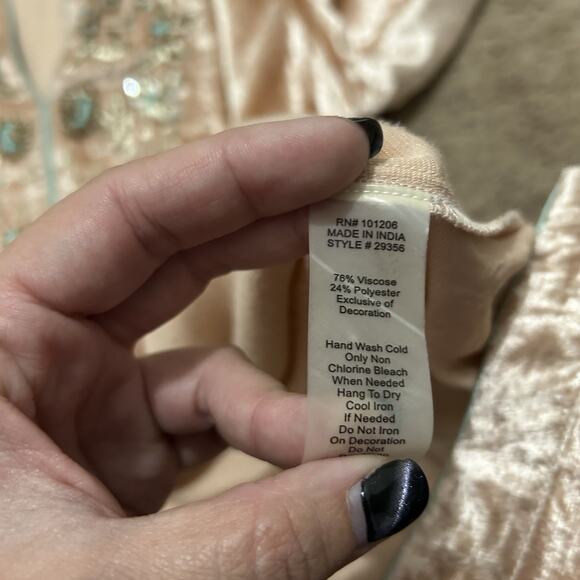 RN# 101206
MADE IN INDIA
STYLE # 29356
76% Viscose
24% Polyester
Exclusive of
Decoration
Hand Wash Cold
Only Non
Chlorine Bleach
When Needed
Hang To Dry
Cool Iron
If Needed
Do Not Iron
On Decoration
Do Not